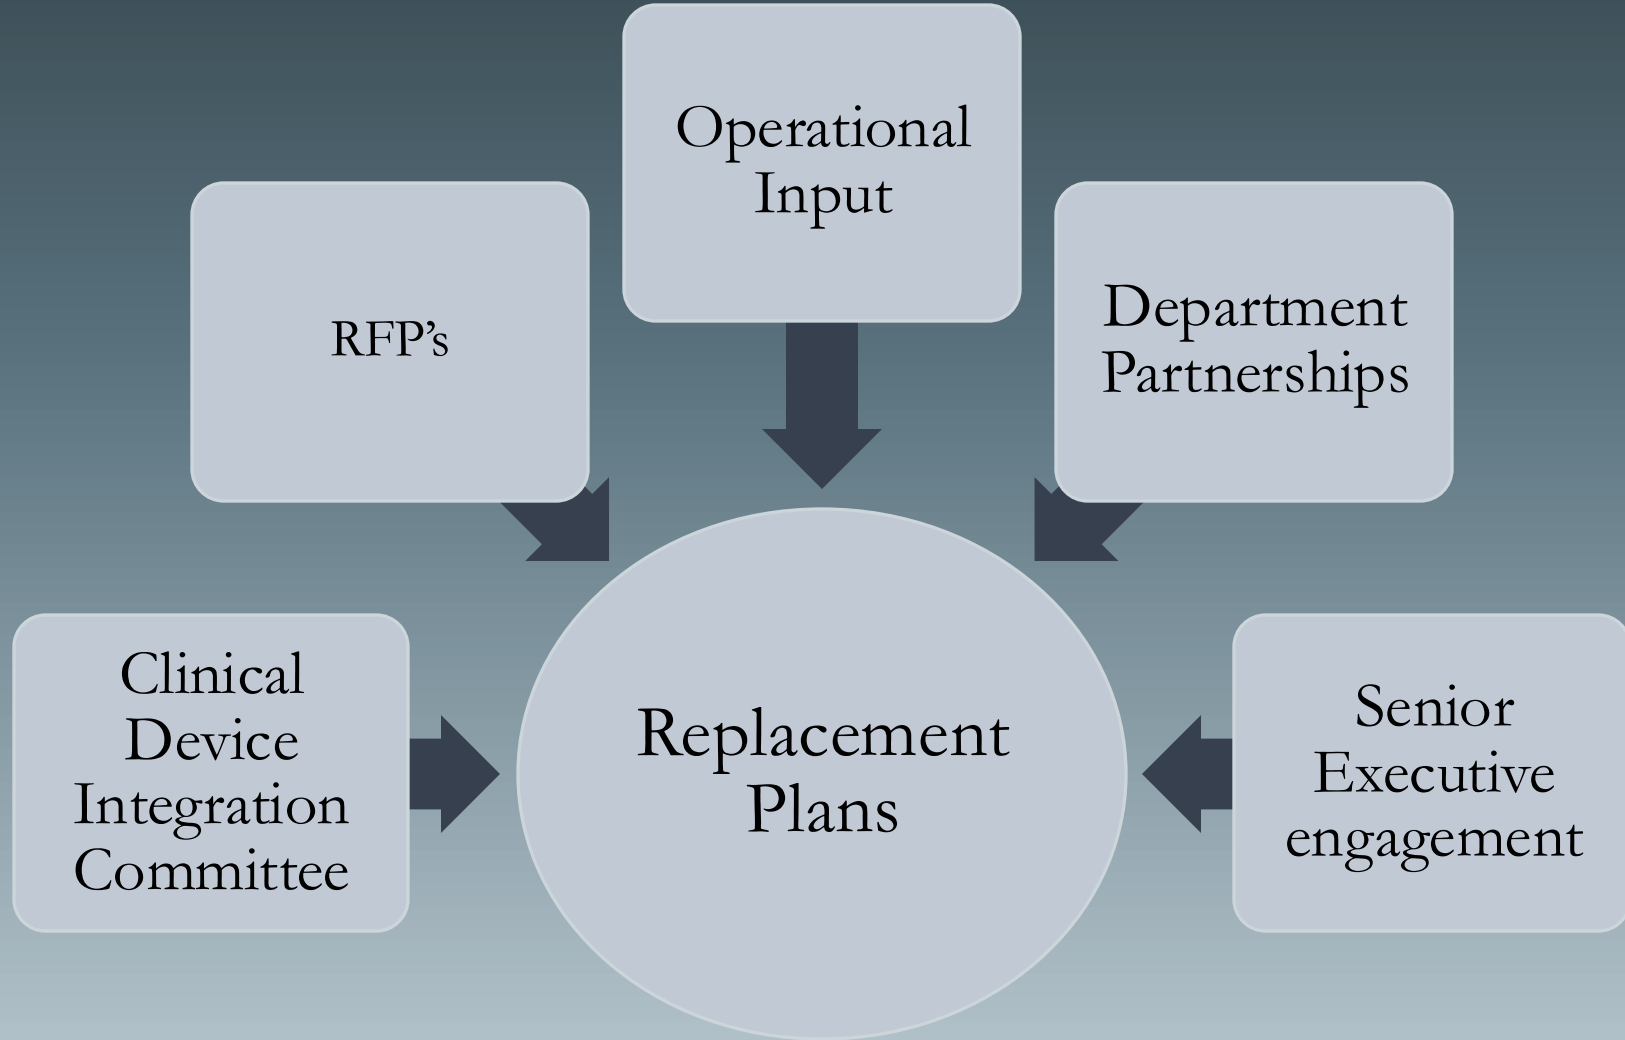 Operational
Input
RFP’s
Department
Partnerships
Clinical
Device
Integration
Committee
Replacement
Plans
Senior
Executive
engagement